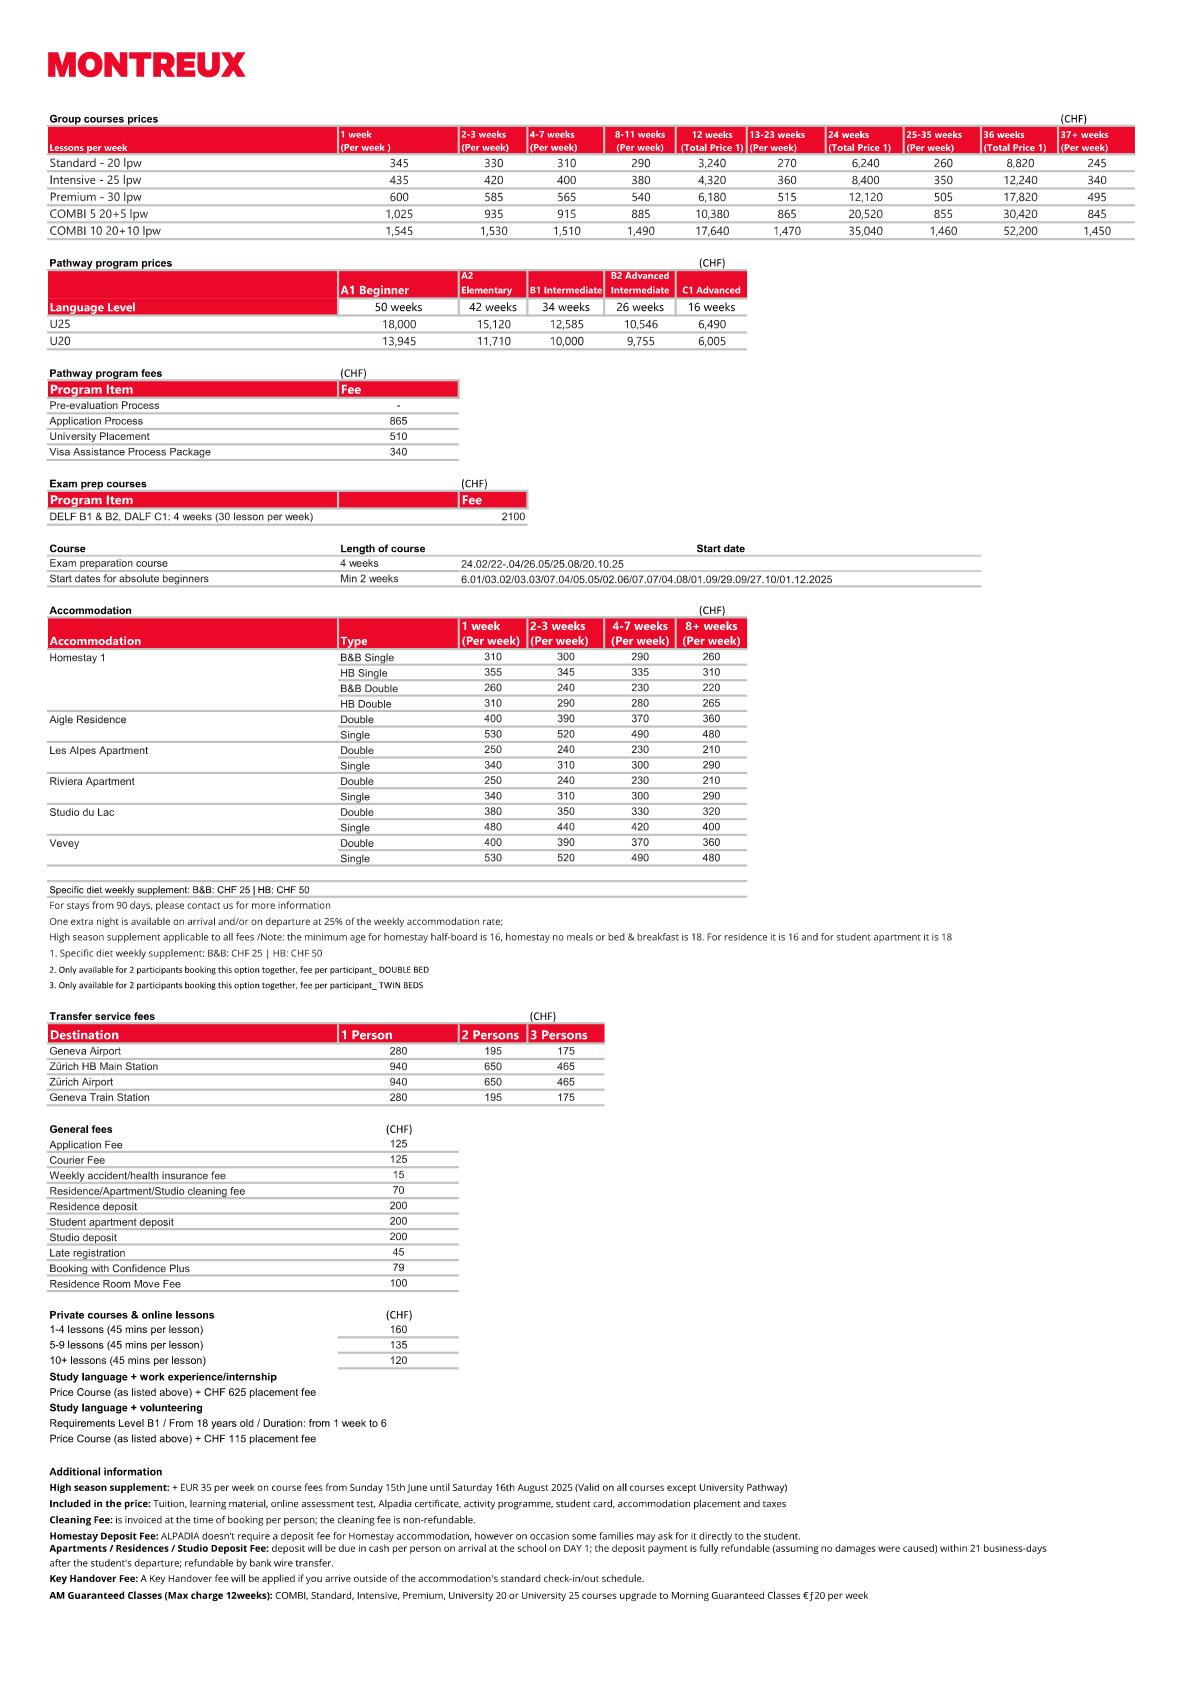 MONTREUX
Group courses prices (CHF)
Lessons per week 1 week (Per week ) 2-3 weeks (Per week) 4-7 weeks (Per week) 8-11 weeks (Per week) 12 weeks (Total Price 1) 13-23 weeks (Per week) 24 weeks (Total Price 1) 25-35 weeks (Per week) 36 weeks (Total Price 1) 37+ weeks (Per week)
Standard - 20 lpw 345 330 310 290 3,240 270 6,240 260 8,820 245
Intensive - 25 lpw 435 420 400 380 4,320 360 8,400 350 12,240 340
Premium - 30 lpw 600 585 565 540 6,180 515 12,120 505 17,820 495
COMBI 5 20+5 lpw 1,025 935 915 885 10,380 865 20,520 855 30,420 845
COMBI 10 20+10 lpw 1,545 1,530 1,510 1,490 17,640 1,470 35,040 1,460 52,200 1,450
Pathway program prices (CHF)
A1 Beginner A2 Elementary B1 Intermediate B2 Advanced Intermediate C1 Advanced
Language Level 50 weeks 42 weeks 34 weeks 26 weeks 16 weeks
U25 18,000 15,120 12,585 10,546 6,490
U20 13,945 11,710 10,000 9,755 6,005
Pathway program fees (CHF)
Program Item Fee
Pre-evaluation Process -
Application Process 865
University Placement 510
Visa Assistance Process Package 340
Exam prep courses (CHF)
Program Item Fee
DELF B1 & B2, DALF C1: 4 weeks (30 lesson per week) 2100
Course Length of course Start date
Exam preparation course 4 weeks 24.02/22-.04/26.05/25.08/20.10.25
Start dates for absolute beginners Min 2 weeks 6.01/03.02/03.03/07.04/05.05/02.06/07.07/04.08/01.09/29.09/27.10/01.12.2025
Accommodation (CHF)
Accommodation Type 1 week (Per week) 2-3 weeks (Per week) 4-7 weeks (Per week) 8+ weeks (Per week)
Homestay 1 B&B Single 310 300 290 260
HB Single 355 345 335 310
B&B Double 260 240 230 220
HB Double 310 290 280 265
Aigle Residence Double 400 390 370 360
Single 530 520 490 480
Les Alpes Apartment Double 250 240 230 210
Single 340 310 300 290
Riviera Apartment Double 250 240 230 210
Single 340 310 300 290
Studio du Lac Double 380 350 330 320
Single 480 440 420 400
Vevey Double 400 390 370 360
Single 530 520 490 480
Specific diet weekly supplement: B&B: CHF 25 | HB: CHF 50
For stays from 90 days, please contact us for more information
One extra night is available on arrival and/or on departure at 25% of the weekly accommodation rate;
High season supplement applicable to all fees /Note: the minimum age for homestay half-board is 16, homestay no meals or bed & breakfast is 18. For residence it is 16 and for student apartment it is 18
1. Specific diet weekly supplement: B&B: CHF 25 | HB: CHF 50
2. Only available for 2 participants booking this option together, fee per participant_ DOUBLE BED
3. Only available for 2 participants booking this option together, fee per participant_ TWIN BEDS
Transfer service fees (CHF)
Destination 1 Person 2 Persons 3 Persons
Geneva Airport 280 195 175
Zürich HB Main Station 940 650 465
Zürich Airport 940 650 465
Geneva Train Station 280 195 175
General fees (CHF)
Application Fee 125
Courier Fee 125
Weekly accident/health insurance fee 15
Residence/Apartment/Studio cleaning fee 70
Residence deposit 200
Student apartment deposit 200
Studio deposit 200
Late registration 45
Booking with Confidence Plus 79
Residence Room Move Fee 100
Private courses & online lessons (CHF)
1-4 lessons (45 mins per lesson) 160
5-9 lessons (45 mins per lesson) 135
10+ lessons (45 mins per lesson) 120
Study language + work experience/internship
Price Course (as listed above) + CHF 625 placement fee
Study language + volunteering
Requirements Level B1 / From 18 years old / Duration: from 1 week to 6
Price Course (as listed above) + CHF 115 placement fee
Additional information
High season supplement: + EUR 35 per week on course fees from Sunday 15th June until Saturday 16th August 2025 (Valid on all courses except University Pathway)
Included in the price: Tuition, learning material, online assessment test, Alpadia certificate, activity programme, student card, accommodation placement and taxes
Cleaning Fee: is invoiced at the time of booking per person; the cleaning fee is non-refundable.
Homestay Deposit Fee: ALPADIA doesn't require a deposit fee for Homestay accommodation, however on occasion some families may ask for it directly to the student.
Apartments / Residences / Studio Deposit Fee: deposit will be due in cash per person on arrival at the school on DAY 1; the deposit payment is fully refundable (assuming no damages were caused) within 21 business-days
after the student's departure; refundable by bank wire transfer.
Key Handover Fee: A Key Handover fee will be applied if you arrive outside of the accommodation's standard check-in/out schedule.
AM Guaranteed Classes (Max charge 12weeks): COMBI, Standard, Intensive, Premium, University 20 or University 25 courses upgrade to Morning Guaranteed Classes €ƒ20 per week